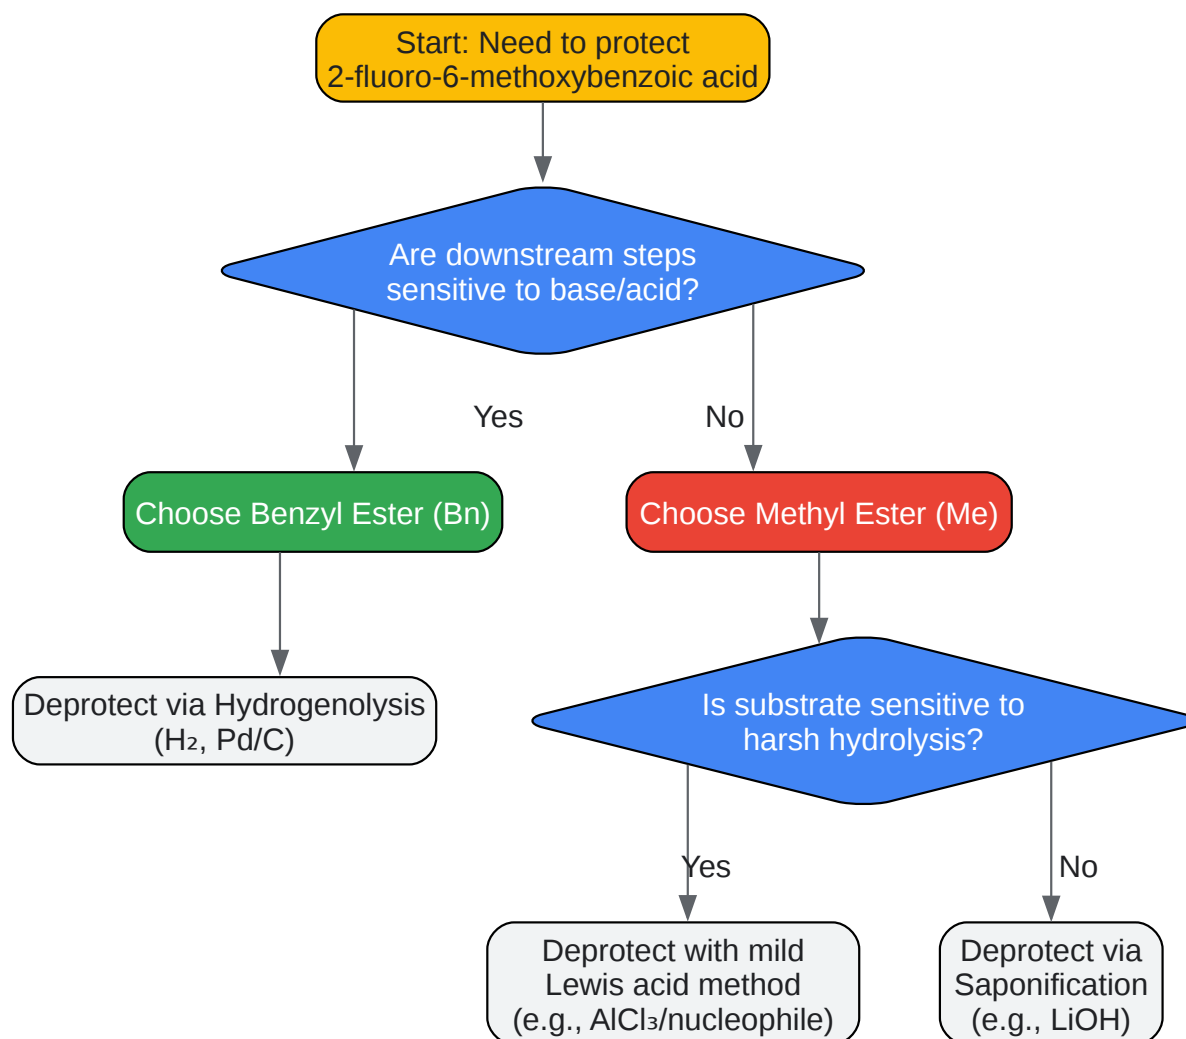 Start: Need to protect
2-fluoro-6-methoxybenzoic acid
Are downstream steps
sensitive to base/acid?
Yes
No
Choose Benzyl Ester (Bn)
Choose Methyl Ester (Me)
Deprotect via Hydrogenolysis
(H₂, Pd/C)
Is substrate sensitive to
harsh hydrolysis?
Yes
No
Deprotect with mild
Lewis acid method
(e.g., AlCl₃/nucleophile)
Deprotect via
Saponification
(e.g., LiOH)